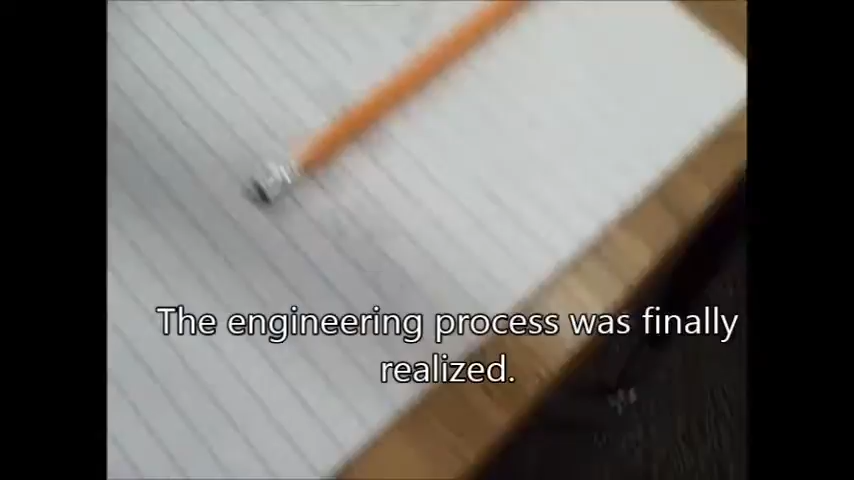 The engineering process was finally
realized.